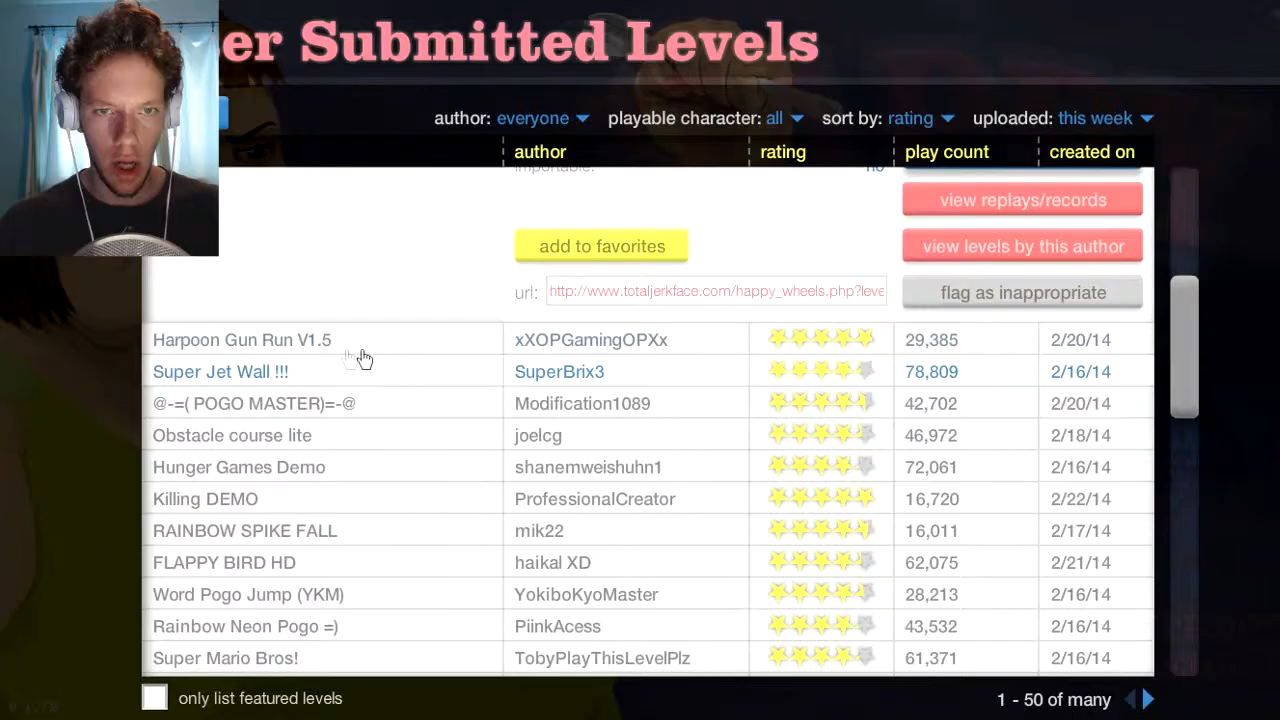 er Submitted Levels
author: everyone playable character: all sort by: rating uploaded: this week
author rating play count created on
importable: no
view replays/records
add to favorites view levels by this author
url: http://www.totaljerkface.com/happy_wheels.php?leve flag as inappropriate
Harpoon Gun Run V1.5 xXOPGamingOPXx 29,385 2/20/14
Super Jet Wall !!! SuperBrix3 78,809 2/16/14
@-=( POGO MASTER)=-@ Modification1089 42,702 2/20/14
Obstacle course lite joelcg 46,972 2/18/14
Hunger Games Demo shanemweishuhn1 72,061 2/16/14
Killing DEMO ProfessionalCreator 16,720 2/22/14
RAINBOW SPIKE FALL mik22 16,011 2/17/14
FLAPPY BIRD HD haikal XD 62,075 2/21/14
Word Pogo Jump (YKM) YokiboKyoMaster 28,213 2/16/14
Rainbow Neon Pogo =) PiinkAcess 43,532 2/16/14
Super Mario Bros! TobyPlayThisLevelPlz 61,371 2/16/14
only list featured levels 1 - 50 of many